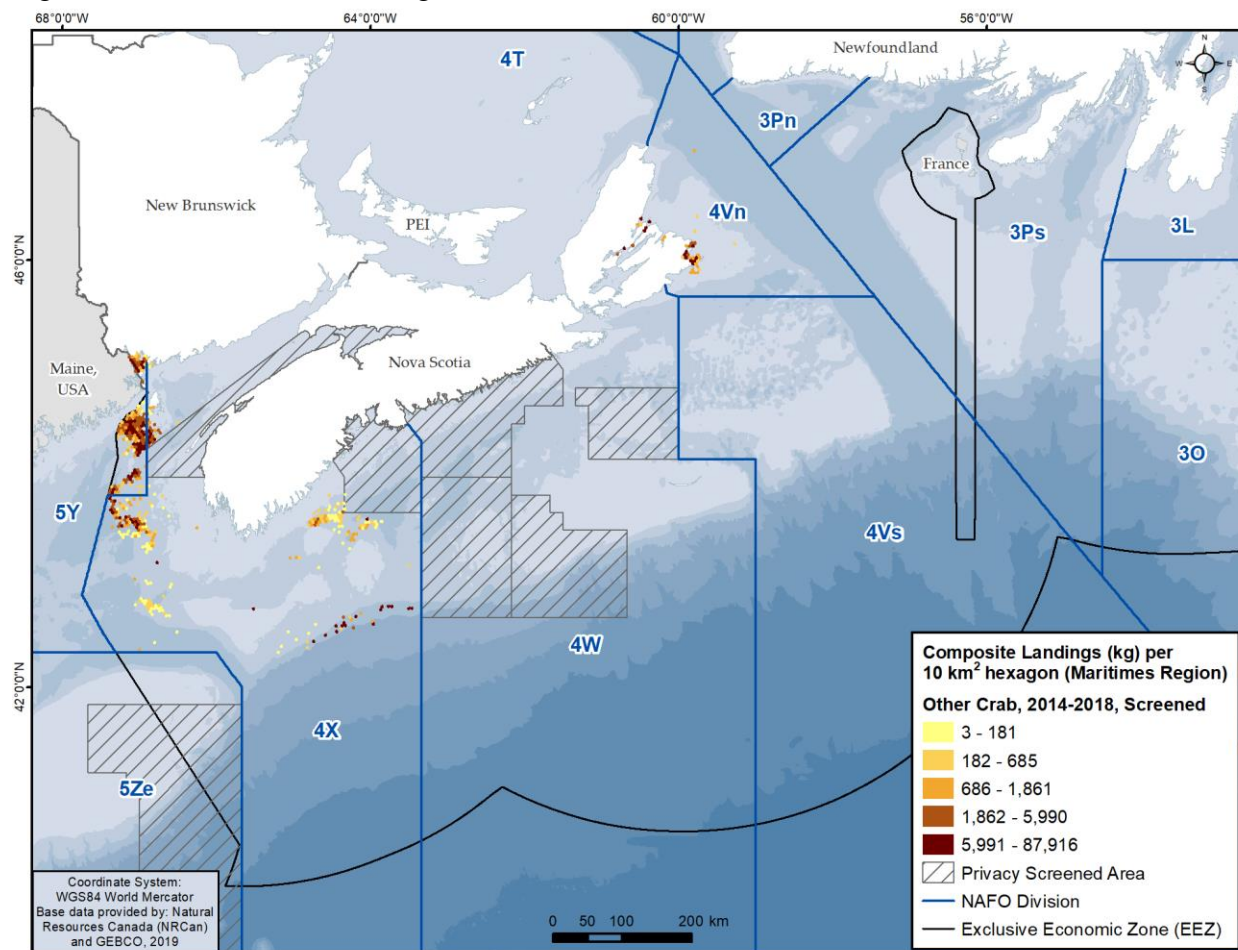 68°0'0"W
64°0'0"W
60°0'0"W
56°0'0"W
46°0'0"N
42°0'0"N
N
W
E
S
4T
Newfoundland
3Pn
France
New Brunswick
PEI
4Vn
3Ps
3L
Maine,
USA
Nova Scotia
3O
5Y
4Vs
4W
4X
5Ze
Composite Landings (kg) per
10 km² hexagon (Maritimes Region)
Other Crab, 2014-2018, Screened
3 - 181
182 - 685
686 - 1,861
1,862 - 5,990
5,991 - 87,916
Privacy Screened Area
NAFO Division
Exclusive Economic Zone (EEZ)
Coordinate System:
WGS84 World Mercator
Base data provided by: Natural
Resources Canada (NRCan)
and GEBCO, 2019
0 50 100 200 km